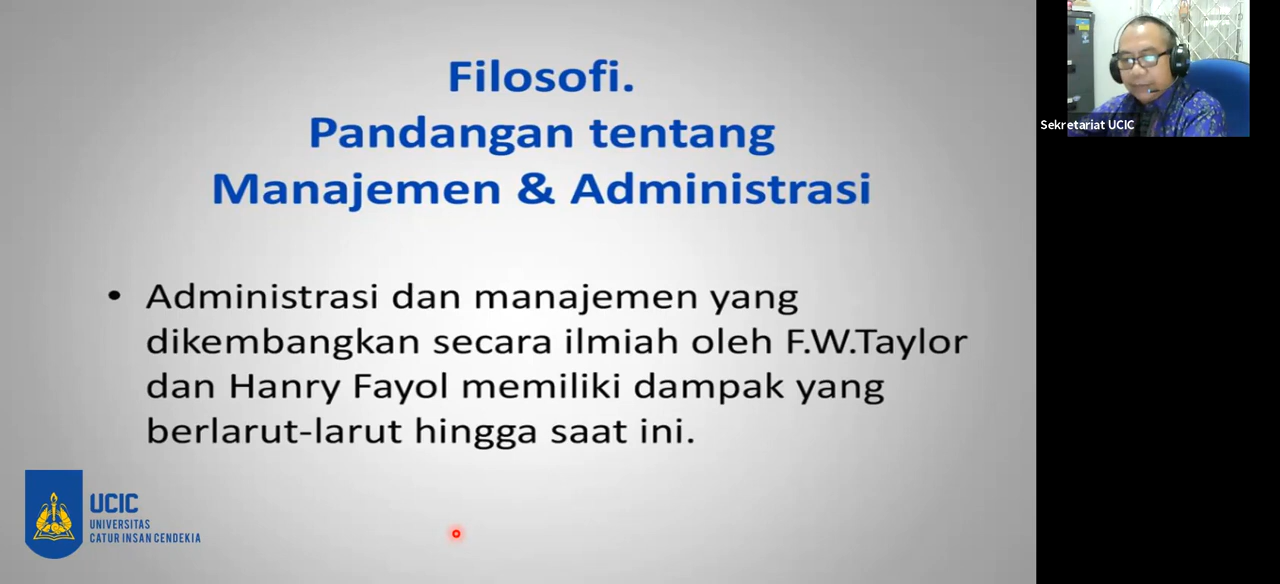 Filosofi.
Pandangan tentang
Manajemen & Administrasi
• Administrasi dan manajemen yang
dikembangkan secara ilmiah oleh F.W.Taylor
dan Hanry Fayol memiliki dampak yang
berlarut-larut hingga saat ini.
UCIC
UNIVERSITAS
CATUR INSAN CENDEKIA
Sekretariat UCIC